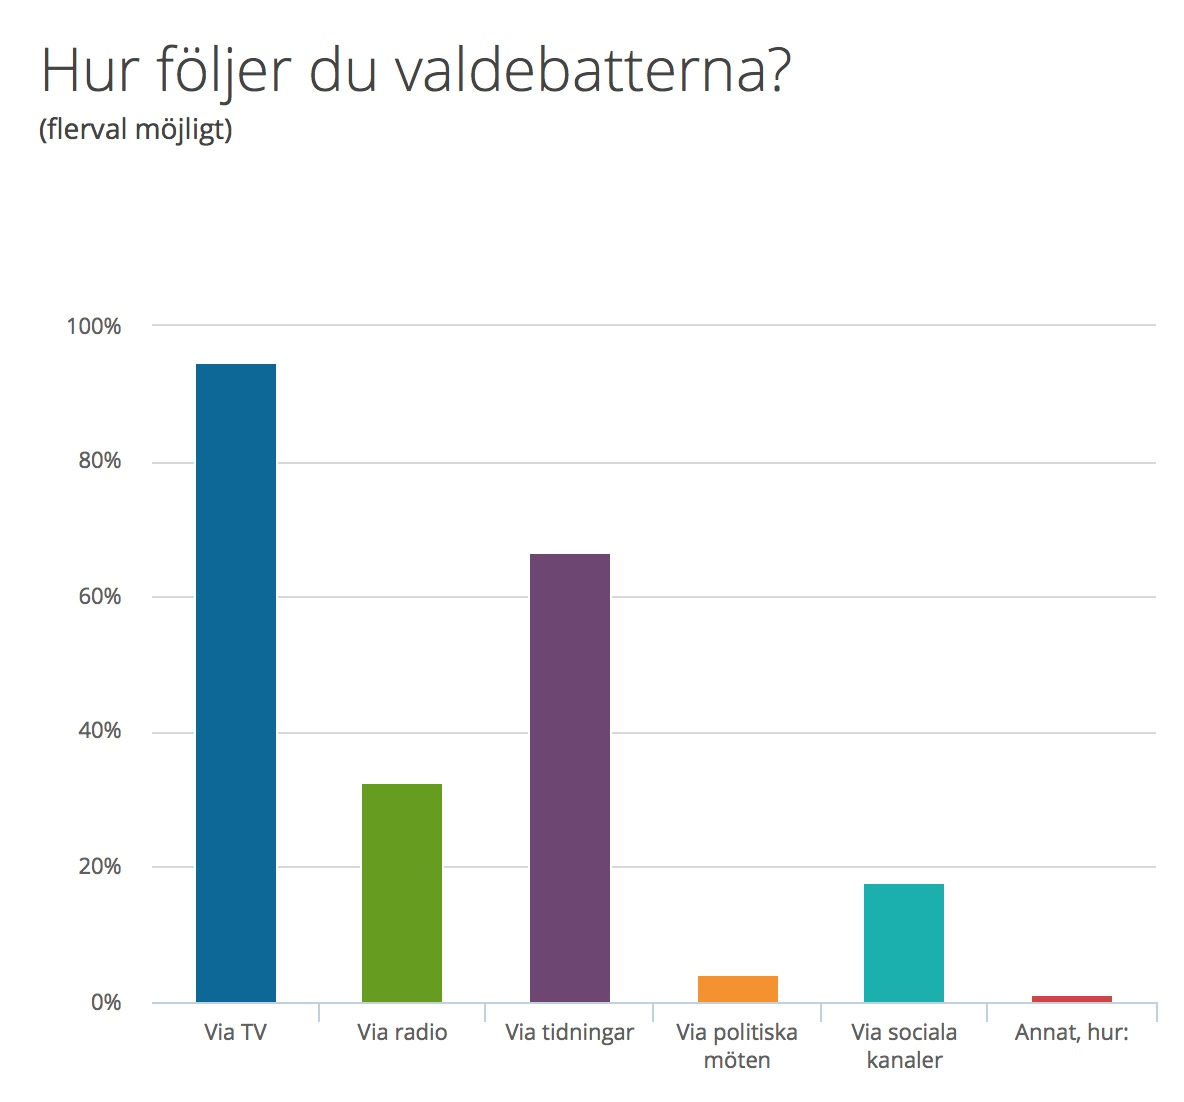 Hur följer du valdebatterna?
(flerval möjligt)
100%
80%
60%
40%
20%
0%
Via TV
Via radio
Via tidningar
Via politiska
möten
Via sociala
kanaler
Annat, hur: